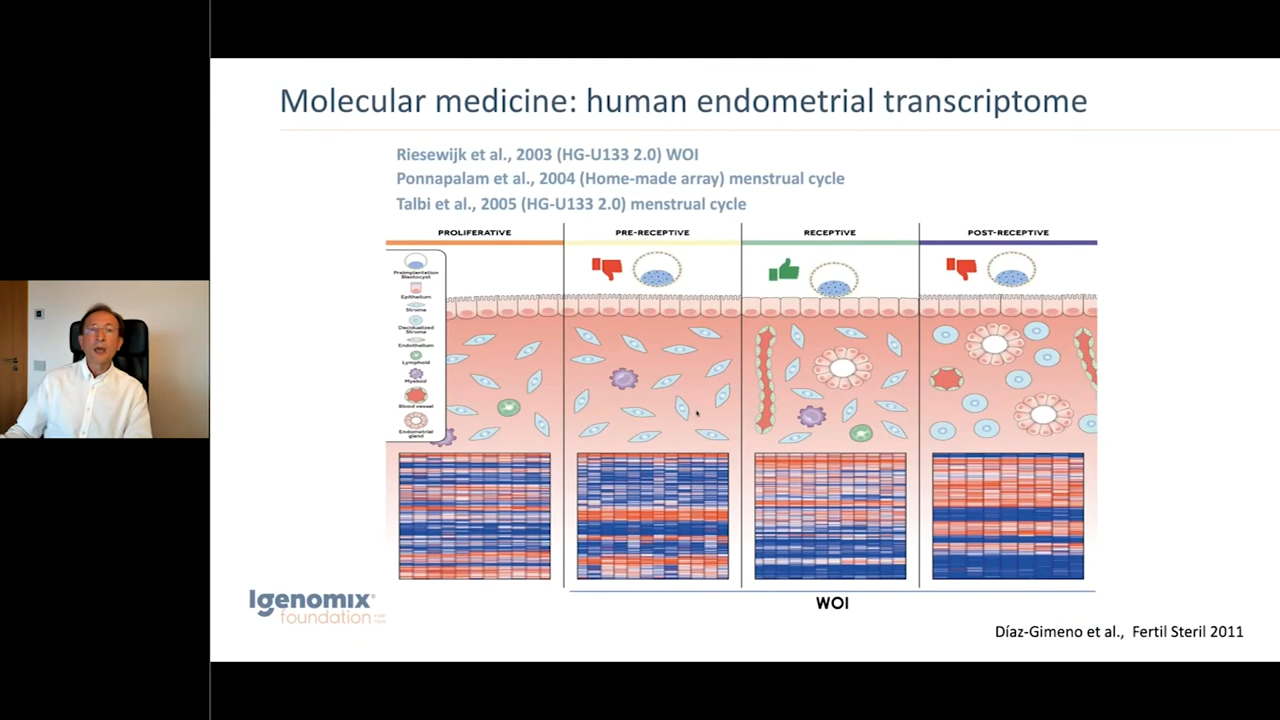 Molecular medicine: human endometrial transcriptome
Riesewijk et al., 2003 (HG-U133 2.0) WOI
Ponnapalam et al., 2004 (Home-made array) menstrual cycle
Talbi et al., 2005 (HG-U133 2.0) menstrual cycle
PROLIFERATIVE
PRE-RECEPTIVE
RECEPTIVE
POST-RECEPTIVE
Preimplantation
Blastocyst
Epithelium
Stroma
Decidualized
Stroma
Endothelium
Lymphoid
Myeloid
Blood vessel
Endometrial
gland
WOI
Igenomix
foundation
Díaz-Gimeno et al., Fertil Steril 2011